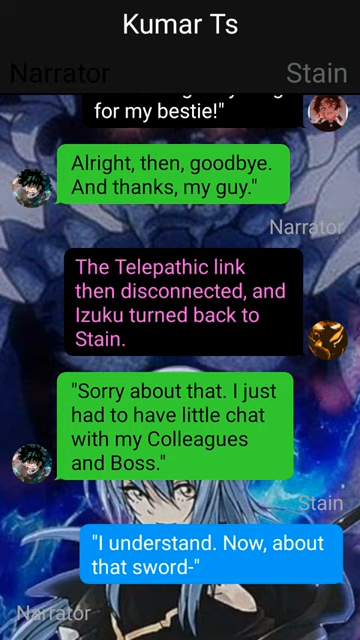 Kumar Ts
Narrator
Stain
for my bestie!"
Alright, then, goodbye.
And thanks, my guy."
Narrator
The Telepathic link
then disconnected, and
Izuku turned back to
Stain.
"Sorry about that. I just
had to have little chat
with my Colleagues
and Boss."
Stain
"I understand. Now, about
that sword-"
Narrator